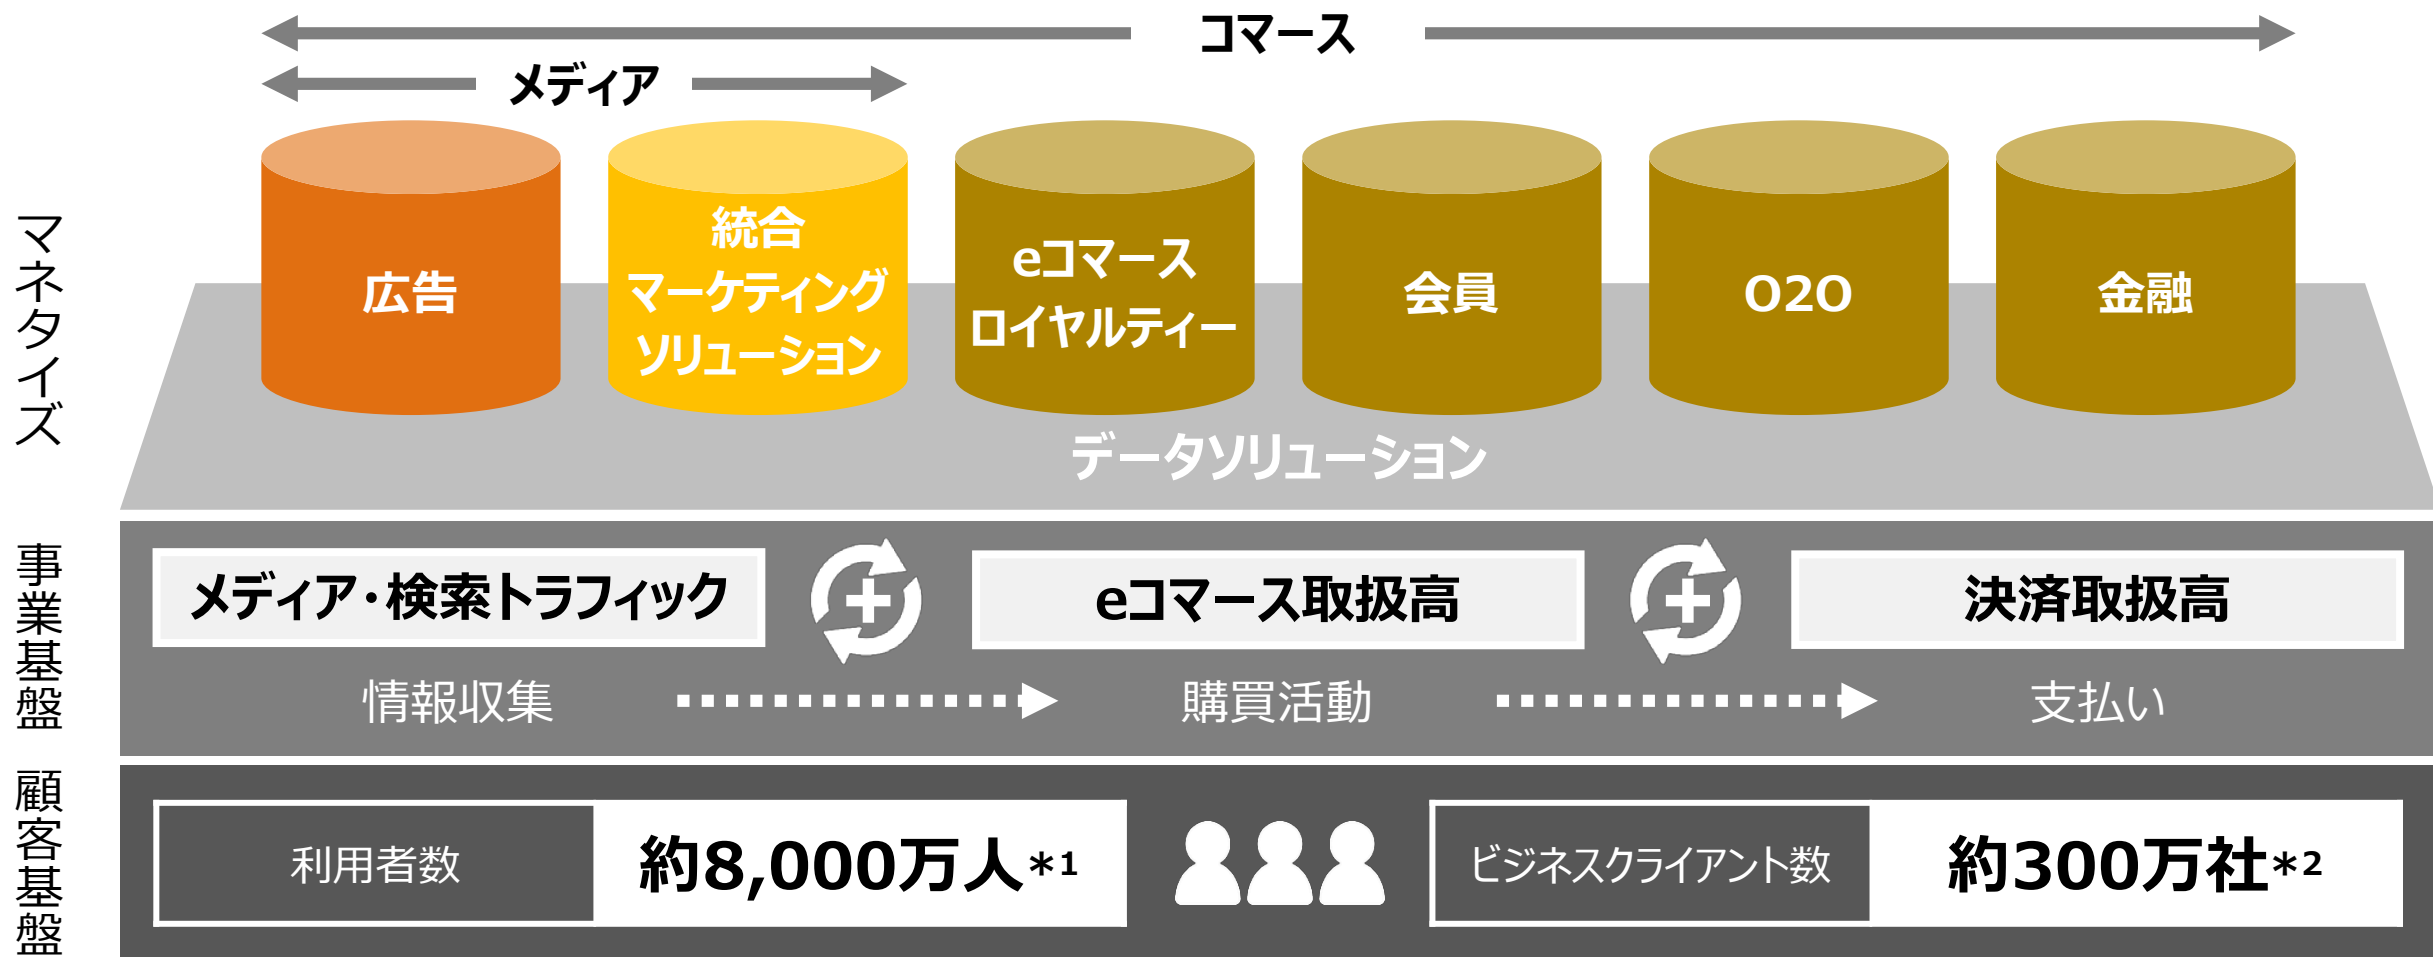 コマース
メディア
マネタイズ
広告
統合
マーケティング
ソリューション
eコマース
ロイヤルティー
会員
O2O
金融
データソリューション
事業基盤
メディア・検索トラフィック
eコマース取扱高
決済取扱高
情報収集
購買活動
支払い
顧客基盤
利用者数
約8,000万人*1
ビジネスクライアント数
約300万社*2